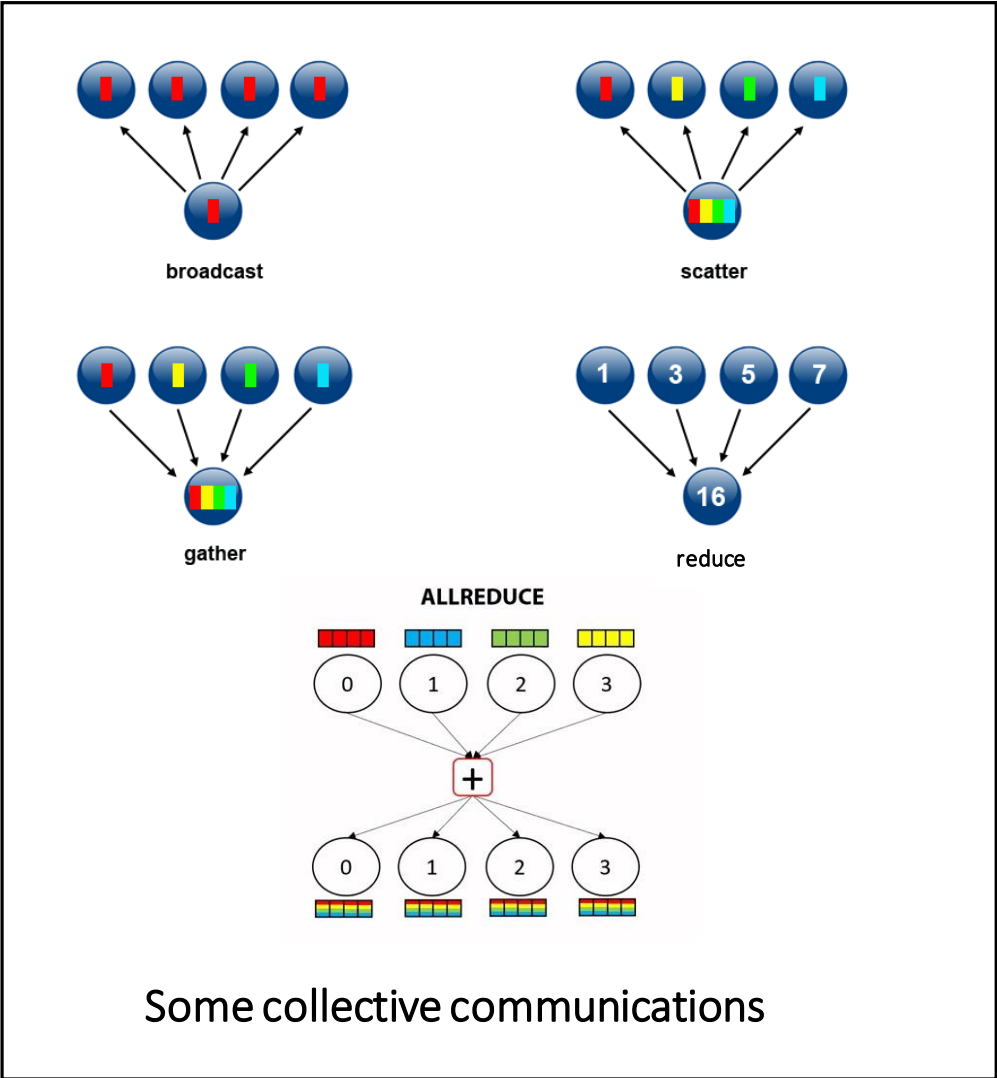 broadcast
scatter
1 3 5 7
16
gather
reduce
ALLREDUCE
0 1 2 3
+
0 1 2 3
Some collective communications